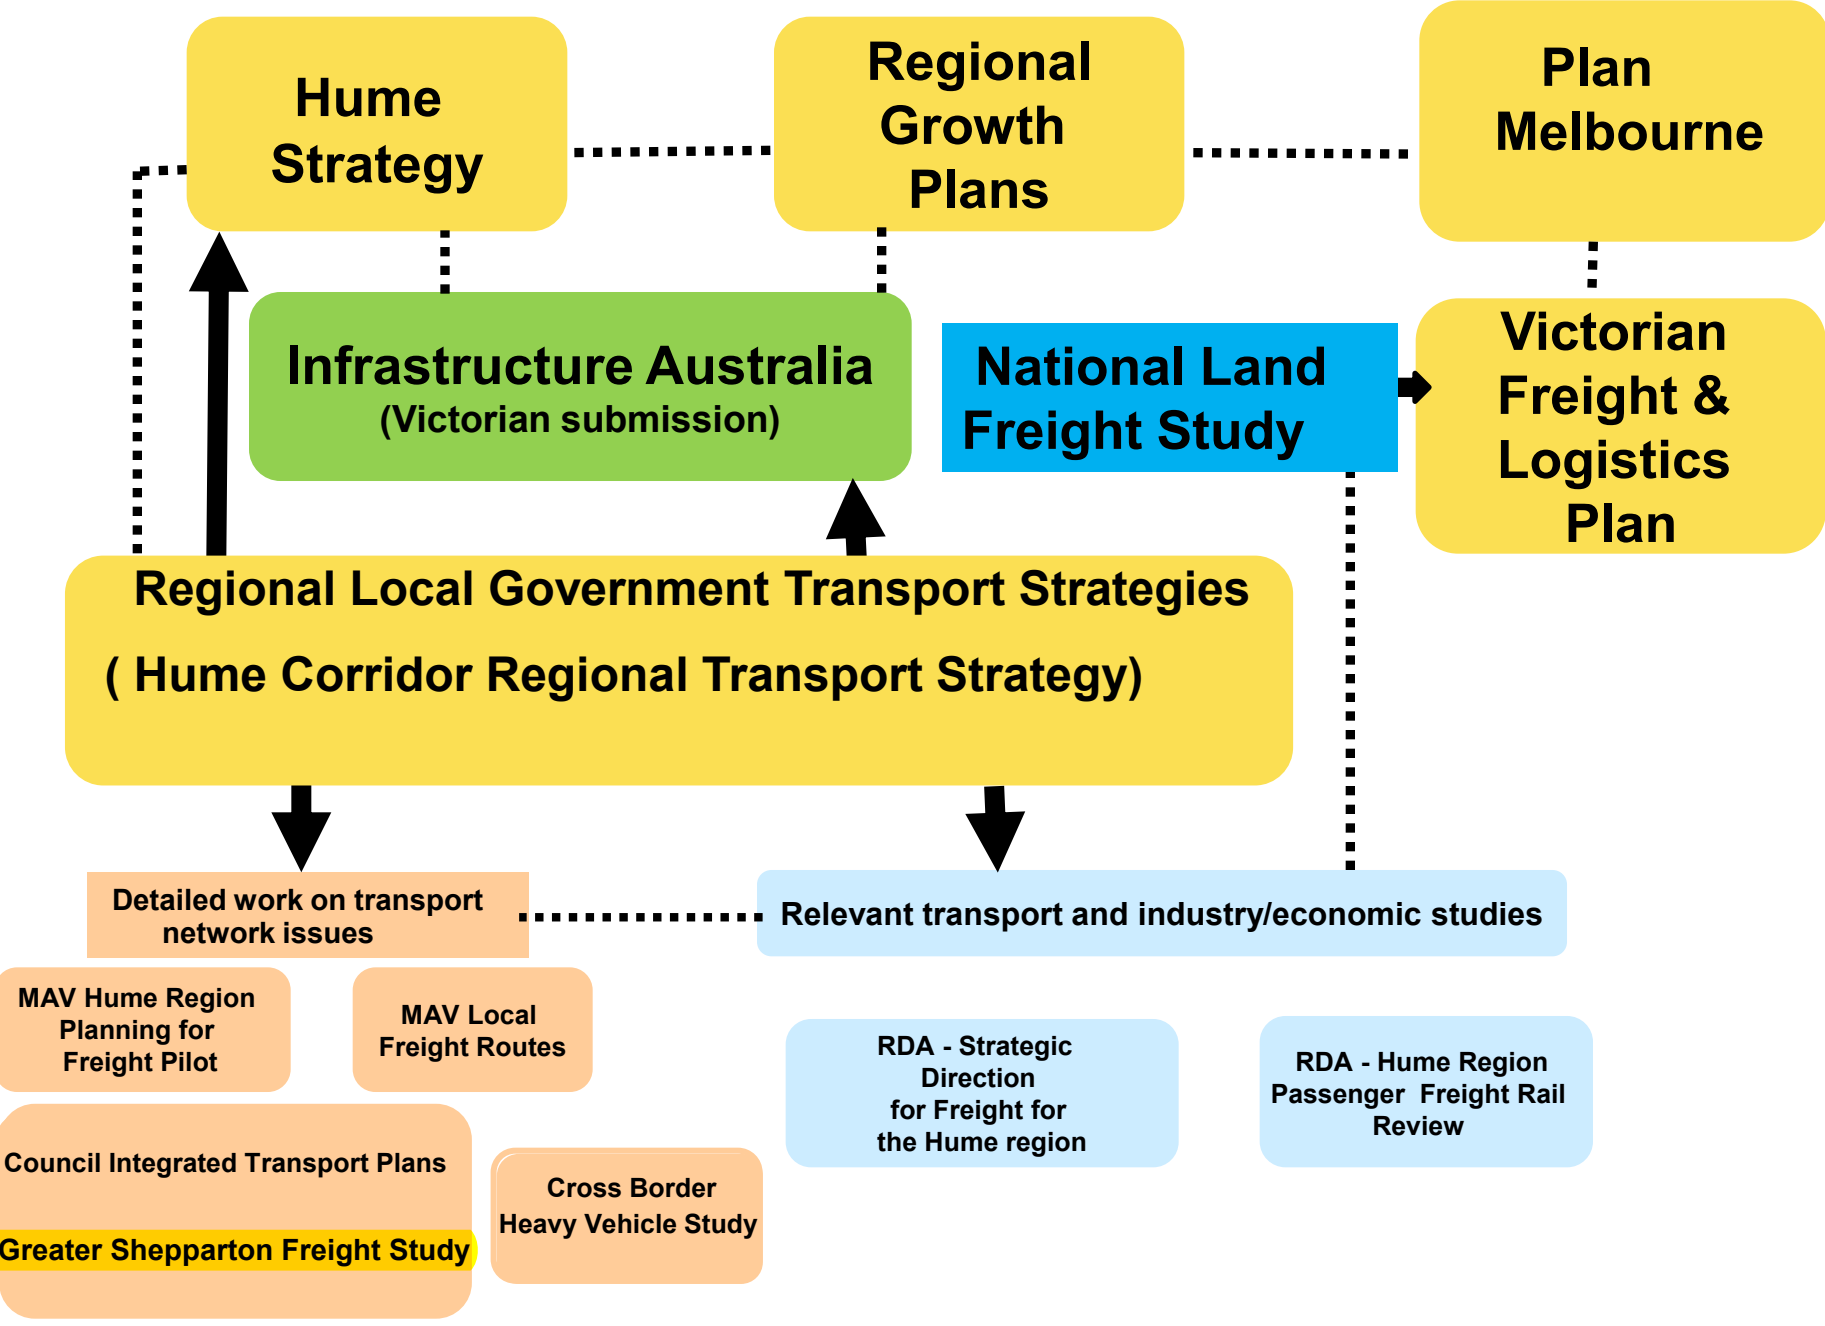 Hume
Strategy
Regional
Growth
Plans
Plan
Melbourne
Infrastructure Australia
(Victorian submission)
National Land
Freight Study
Victorian
Freight &
Logistics
Plan
Regional Local Government Transport Strategies
( Hume Corridor Regional Transport Strategy)
Detailed work on transport
network issues
Relevant transport and industry/economic studies
MAV Hume Region
Planning for
Freight Pilot
MAV Local
Freight Routes
RDA - Strategic
Direction
for Freight for
the Hume region
RDA - Hume Region
Passenger Freight Rail
Review
Council Integrated Transport Plans
Greater Shepparton Freight Study
Cross Border
Heavy Vehicle Study